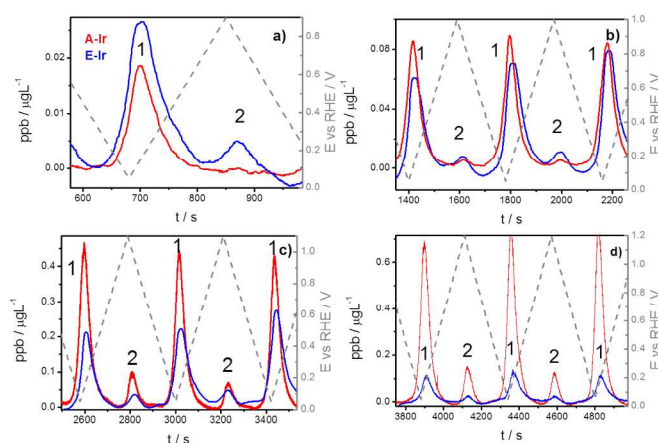 A-Ir
E-Ir
a)
1
2
ppb / µgL⁻¹
0.02
0.01
0.00
600 700 800 900
t / s
E vs RHE / V
0.8
0.6
0.4
0.2
0.0
b)
1 1 1
2 2
ppb / µgL⁻¹
0.08
0.04
0.00
1400 1600 1800 2000 2200
t / s
E vs RHE / V
1.0
0.8
0.6
0.4
0.2
0.0
c)
1 1 1
2 2
ppb / µgL⁻¹
0.4
0.3
0.2
0.1
0.0
2600 2800 3000 3200 3400
t / s
E vs RHE / V
1.0
0.8
0.6
0.4
0.2
0.0
d)
1 1 1
2 2
ppb / µgL⁻¹
0.6
0.4
0.2
0.0
3800 4000 4200 4400 4600 4800
t / s
E vs RHE / V
1.2
1.0
0.8
0.6
0.4
0.2
0.0